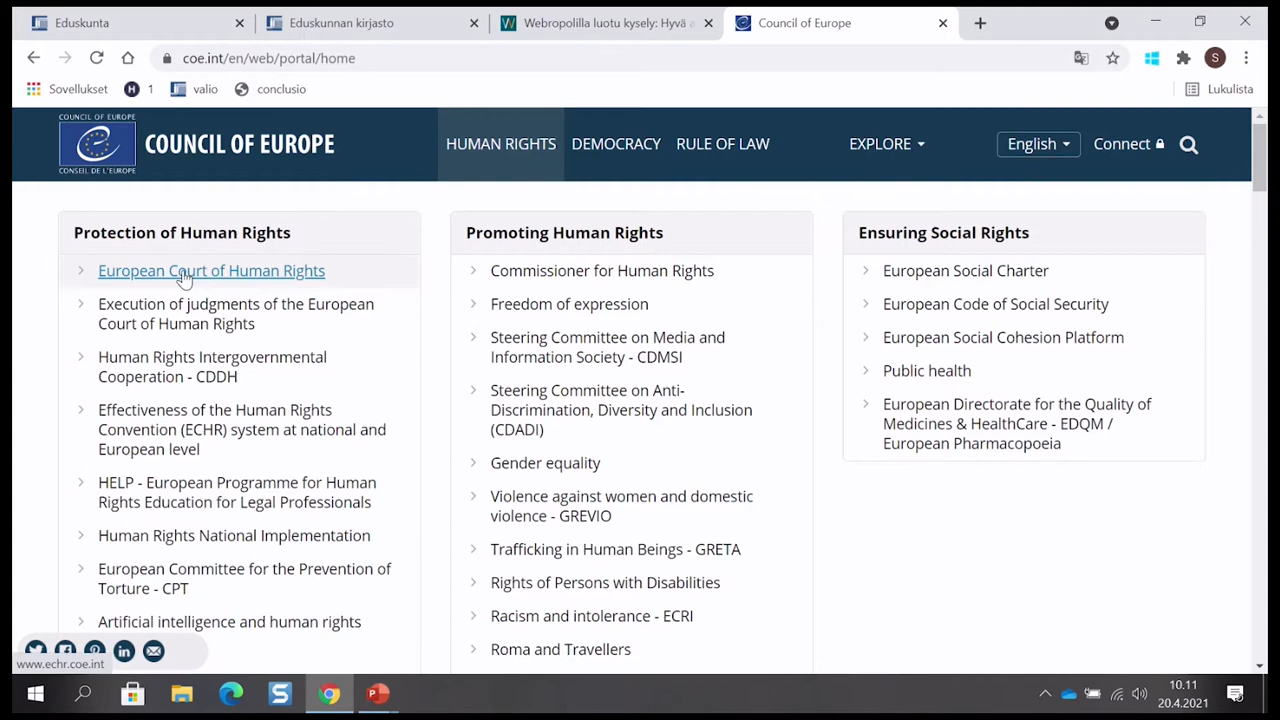 Eduskunta
Eduskunnan kirjasto
Webropolilla luotu kysely: Hyvä a
Council of Europe
coe.int/en/web/portal/home
S
Sovellukset
H 1
valio
conclusio
Lukulista
COUNCIL OF EUROPE
CONSEIL DE L'EUROPE
COUNCIL OF EUROPE
HUMAN RIGHTS
DEMOCRACY
RULE OF LAW
EXPLORE
English
Connect
Protection of Human Rights
European Court of Human Rights
Execution of judgments of the European
Court of Human Rights
Human Rights Intergovernmental
Cooperation - CDDH
Effectiveness of the Human Rights
Convention (ECHR) system at national and
European level
HELP - European Programme for Human
Rights Education for Legal Professionals
Human Rights National Implementation
European Committee for the Prevention of
Torture - CPT
Artificial intelligence and human rights
Promoting Human Rights
Commissioner for Human Rights
Freedom of expression
Steering Committee on Media and
Information Society - CDMSI
Steering Committee on Anti-
Discrimination, Diversity and Inclusion
(CDADI)
Gender equality
Violence against women and domestic
violence - GREVIO
Trafficking in Human Beings - GRETA
Rights of Persons with Disabilities
Racism and intolerance - ECRI
Roma and Travellers
Ensuring Social Rights
European Social Charter
European Code of Social Security
European Social Cohesion Platform
Public health
European Directorate for the Quality of
Medicines & HealthCare - EDQM /
European Pharmacopoeia
www.echr.coe.int
10.11
20.4.2021